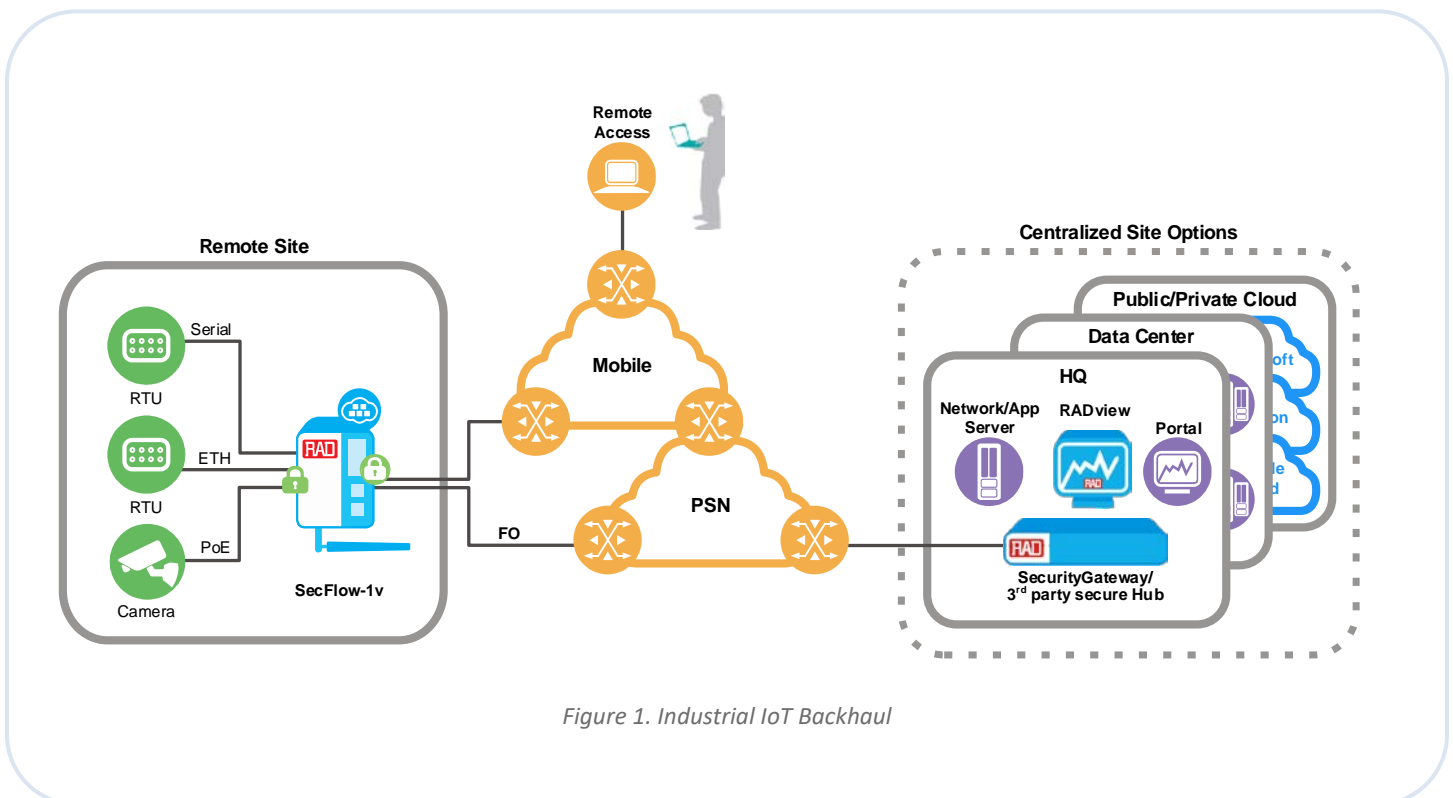 Remote
Access
Remote Site
Serial
RTU
ETH
RTU
PoE
Camera
RAD
SecFlow-1v
FO
Mobile
PSN
Centralized Site Options
Public/Private Cloud
Data Center
HQ
Network/App
Server
RADview
RAD
Portal
RAD
SecurityGateway/
3rd party secure Hub
Figure 1. Industrial IoT Backhaul